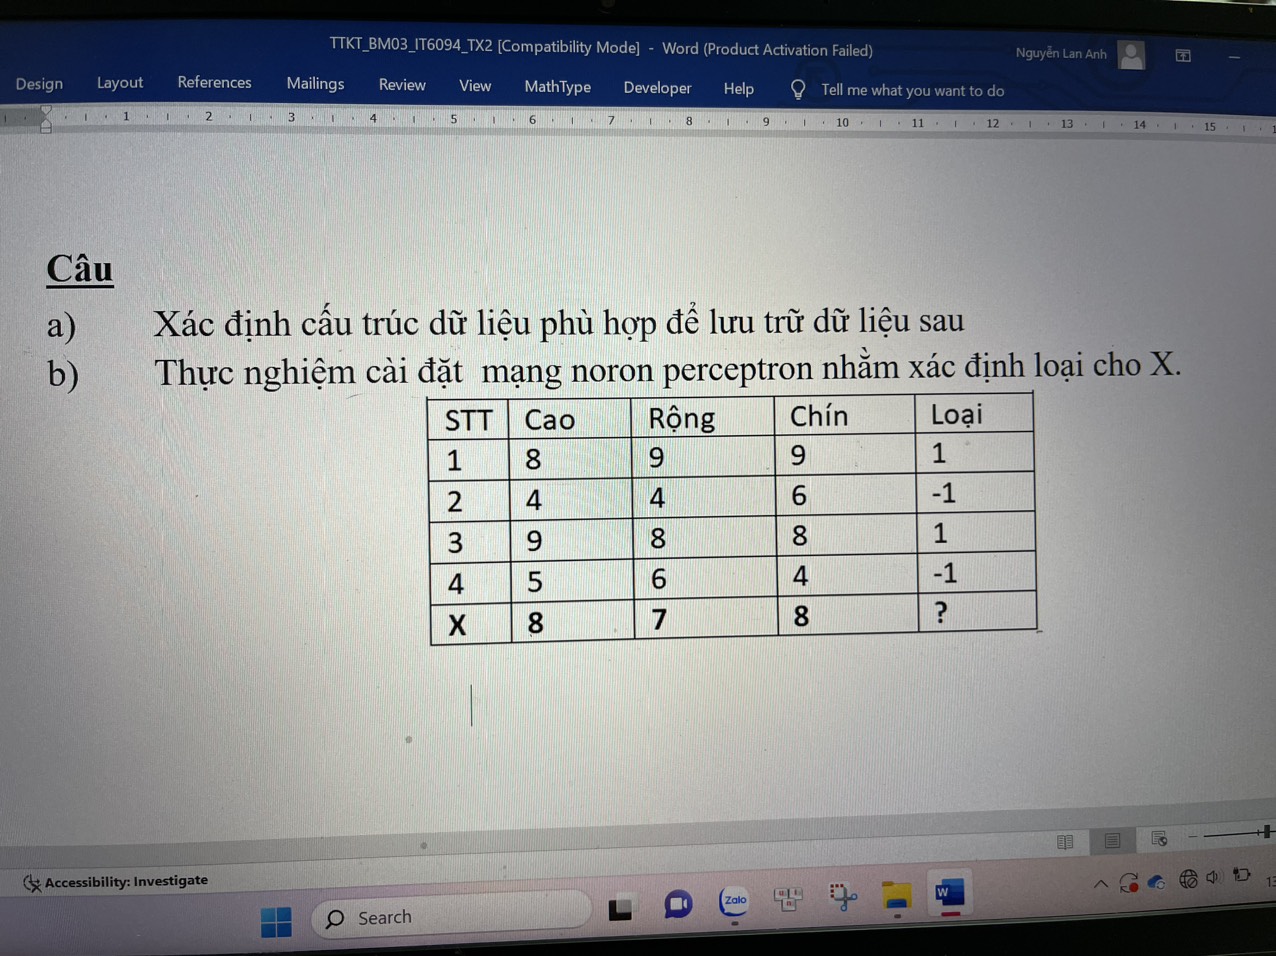 TTKT_BM03_IT6094_TX2 [Compatibility Mode] - Word (Product Activation Failed) Nguyễn Lan Anh
Design Layout References Mailings Review View MathType Developer Help Tell me what you want to do
1 2 3 4 5 6 7 8 9 10 11 12 13 14 15
Câu
a) Xác định cấu trúc dữ liệu phù hợp để lưu trữ dữ liệu sau
b) Thực nghiệm cài đặt mạng noron perceptron nhằm xác định loại cho X.
STT Cao Rộng Chín Loại
1 8 9 9 1
2 4 4 6 -1
3 9 8 8 1
4 5 6 4 -1
X 8 7 8 ?
Accessibility: Investigate
Search Zalo W